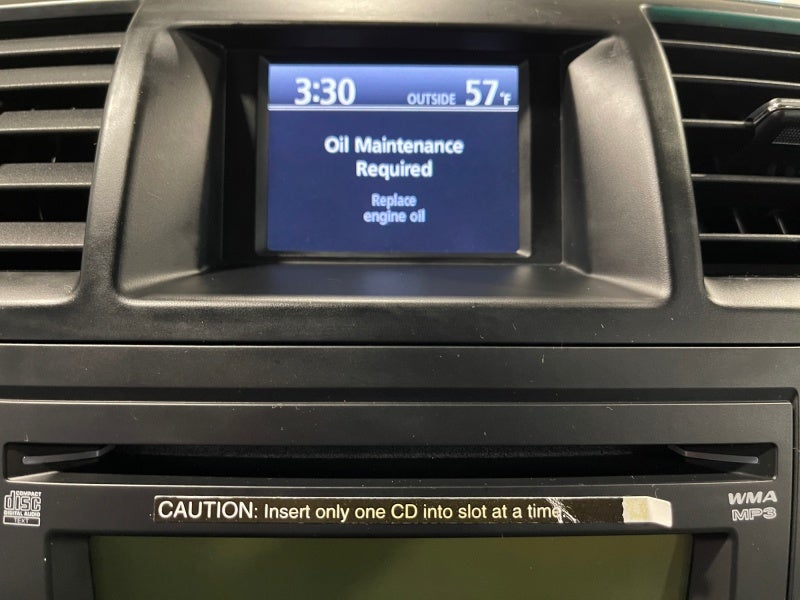 3:30 OUTSIDE 57°F
Oil Maintenance
Required
Replace
engine oil
COMPACT
disc
DIGITAL AUDIO
TEXT
CAUTION: Insert only one CD into slot at a time.
WMA
MP3